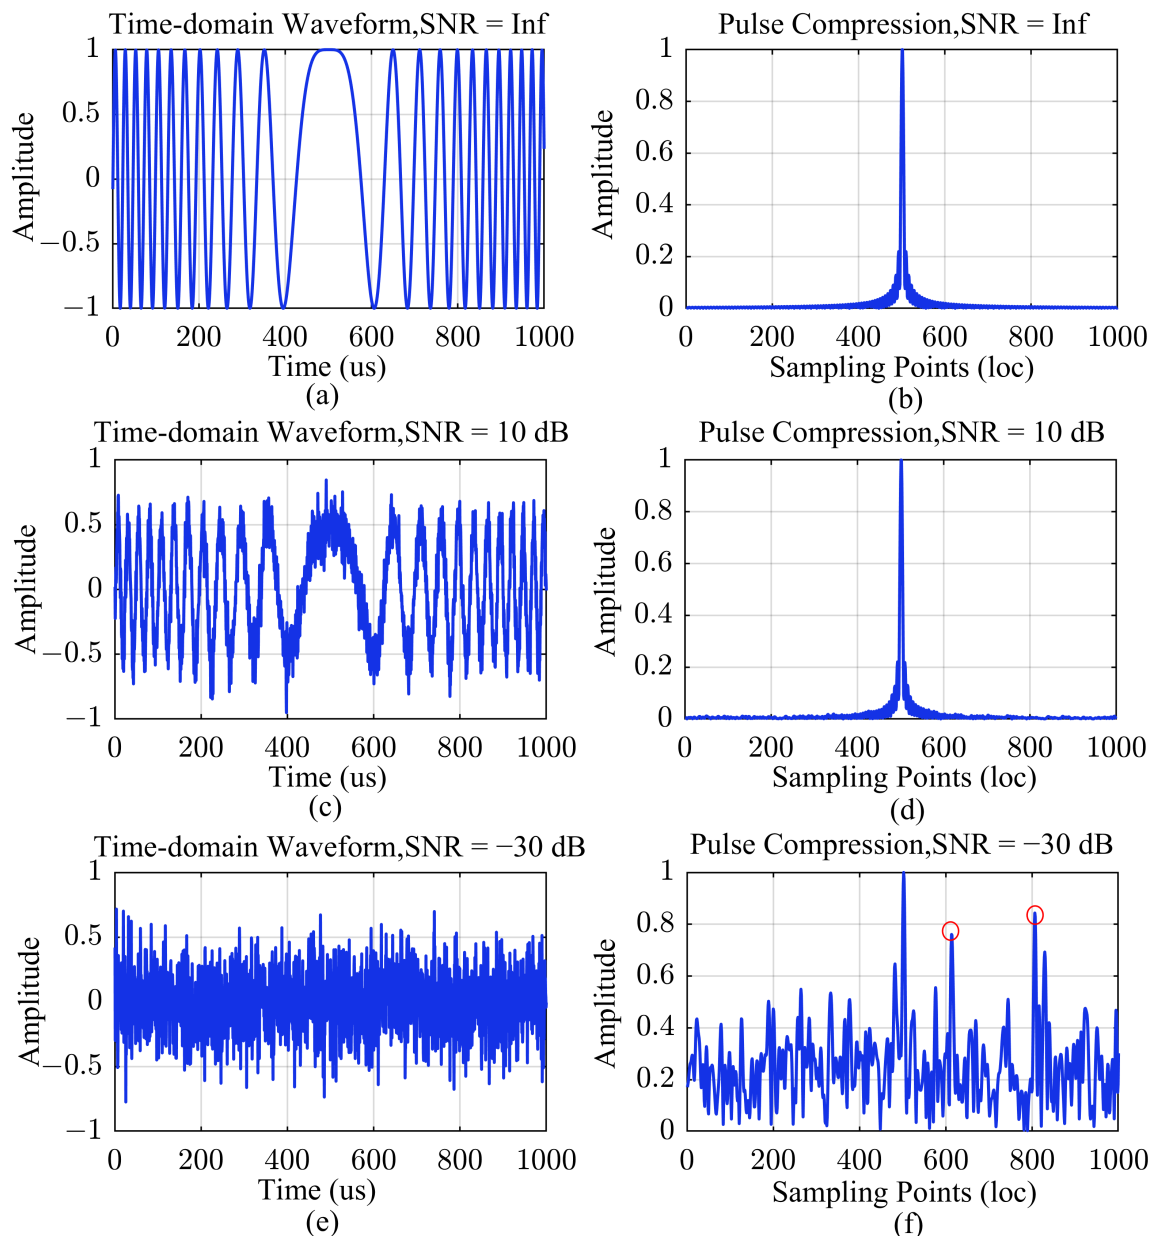 Time-domain Waveform,SNR = Inf
1
0.5
0
−0.5
−1
Amplitude
0 200 400 600 800 1000
Time (us)
(a)
Pulse Compression,SNR = Inf
1
0.8
0.6
0.4
0.2
0
Amplitude
0 200 400 600 800 1000
Sampling Points (loc)
(b)
Time-domain Waveform,SNR = 10 dB
1
0.5
0
−0.5
−1
Amplitude
0 200 400 600 800 1000
Time (us)
(c)
Pulse Compression,SNR = 10 dB
1
0.8
0.6
0.4
0.2
0
Amplitude
0 200 400 600 800 1000
Sampling Points (loc)
(d)
Time-domain Waveform,SNR = −30 dB
1
0.5
0
−0.5
−1
Amplitude
0 200 400 600 800 1000
Time (us)
(e)
Pulse Compression,SNR = −30 dB
1
0.8
0.6
0.4
0.2
0
Amplitude
0 200 400 600 800 1000
Sampling Points (loc)
(f)